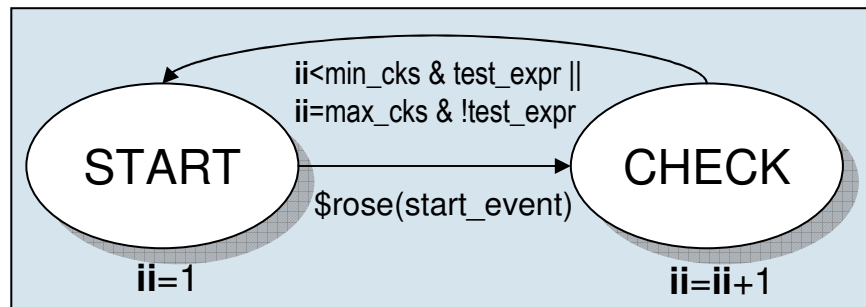 ii<min_cks & test_expr ||
ii=max_cks & !test_expr
START
CHECK
$rose(start_event)
ii=1
ii=ii+1